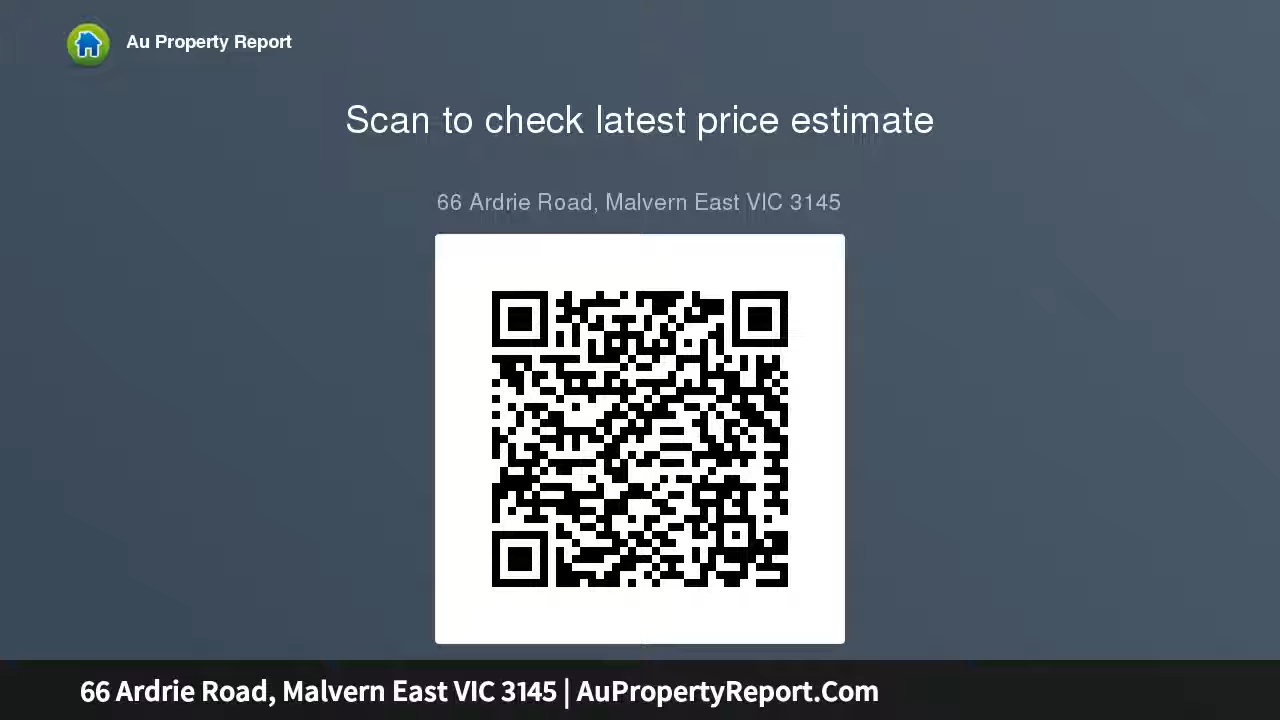 Au Property Report
Scan to check latest price estimate
66 Ardrie Road, Malvern East VIC 3145
66 Ardrie Road, Malvern East VIC 3145 | AuPropertyReport.Com